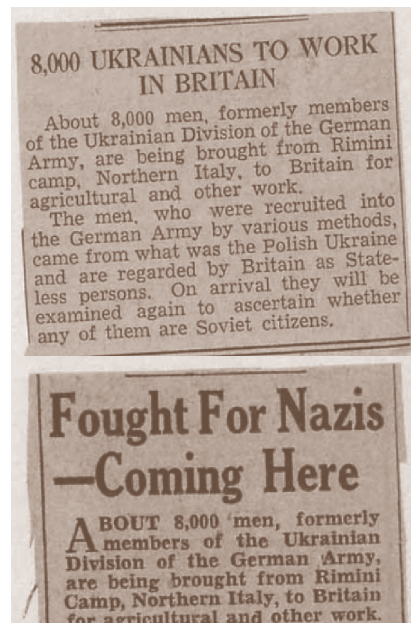 8,000 UKRAINIANS TO WORK
IN BRITAIN
About 8,000 men, formerly members
of the Ukrainian Division of the German
Army, are being brought from Rimini
camp, Northern Italy, to Britain for
agricultural and other work.
The men, who were recruited into
the German Army by various methods,
came from what was the Polish Ukraine
and are regarded by Britain as State-
less persons. On arrival they will be
examined again to ascertain whether
any of them are Soviet citizens.
Fought For Nazis
—Coming Here
ABOUT 8,000 men, formerly
members of the Ukrainian
Division of the German Army,
are being brought from Rimini
Camp, Northern Italy, to Britain
for agricultural and other work.